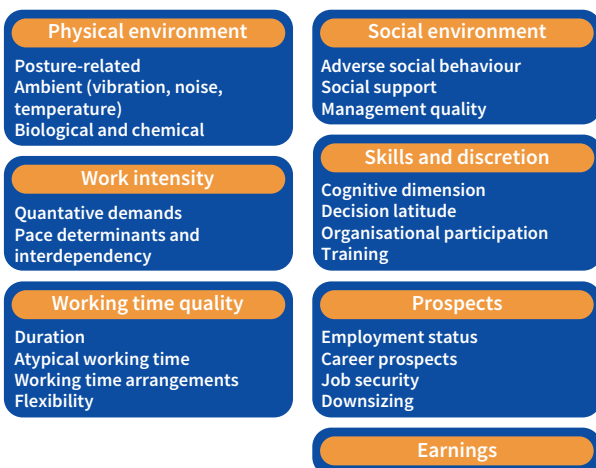 Physical environment
Posture-related
Ambient (vibration, noise,
temperature)
Biological and chemical
Work intensity
Quantative demands
Pace determinants and
interdependency
Working time quality
Duration
Atypical working time
Working time arrangements
Flexibility
Social environment
Adverse social behaviour
Social support
Management quality
Skills and discretion
Cognitive dimension
Decision latitude
Organisational participation
Training
Prospects
Employment status
Career prospects
Job security
Downsizing
Earnings